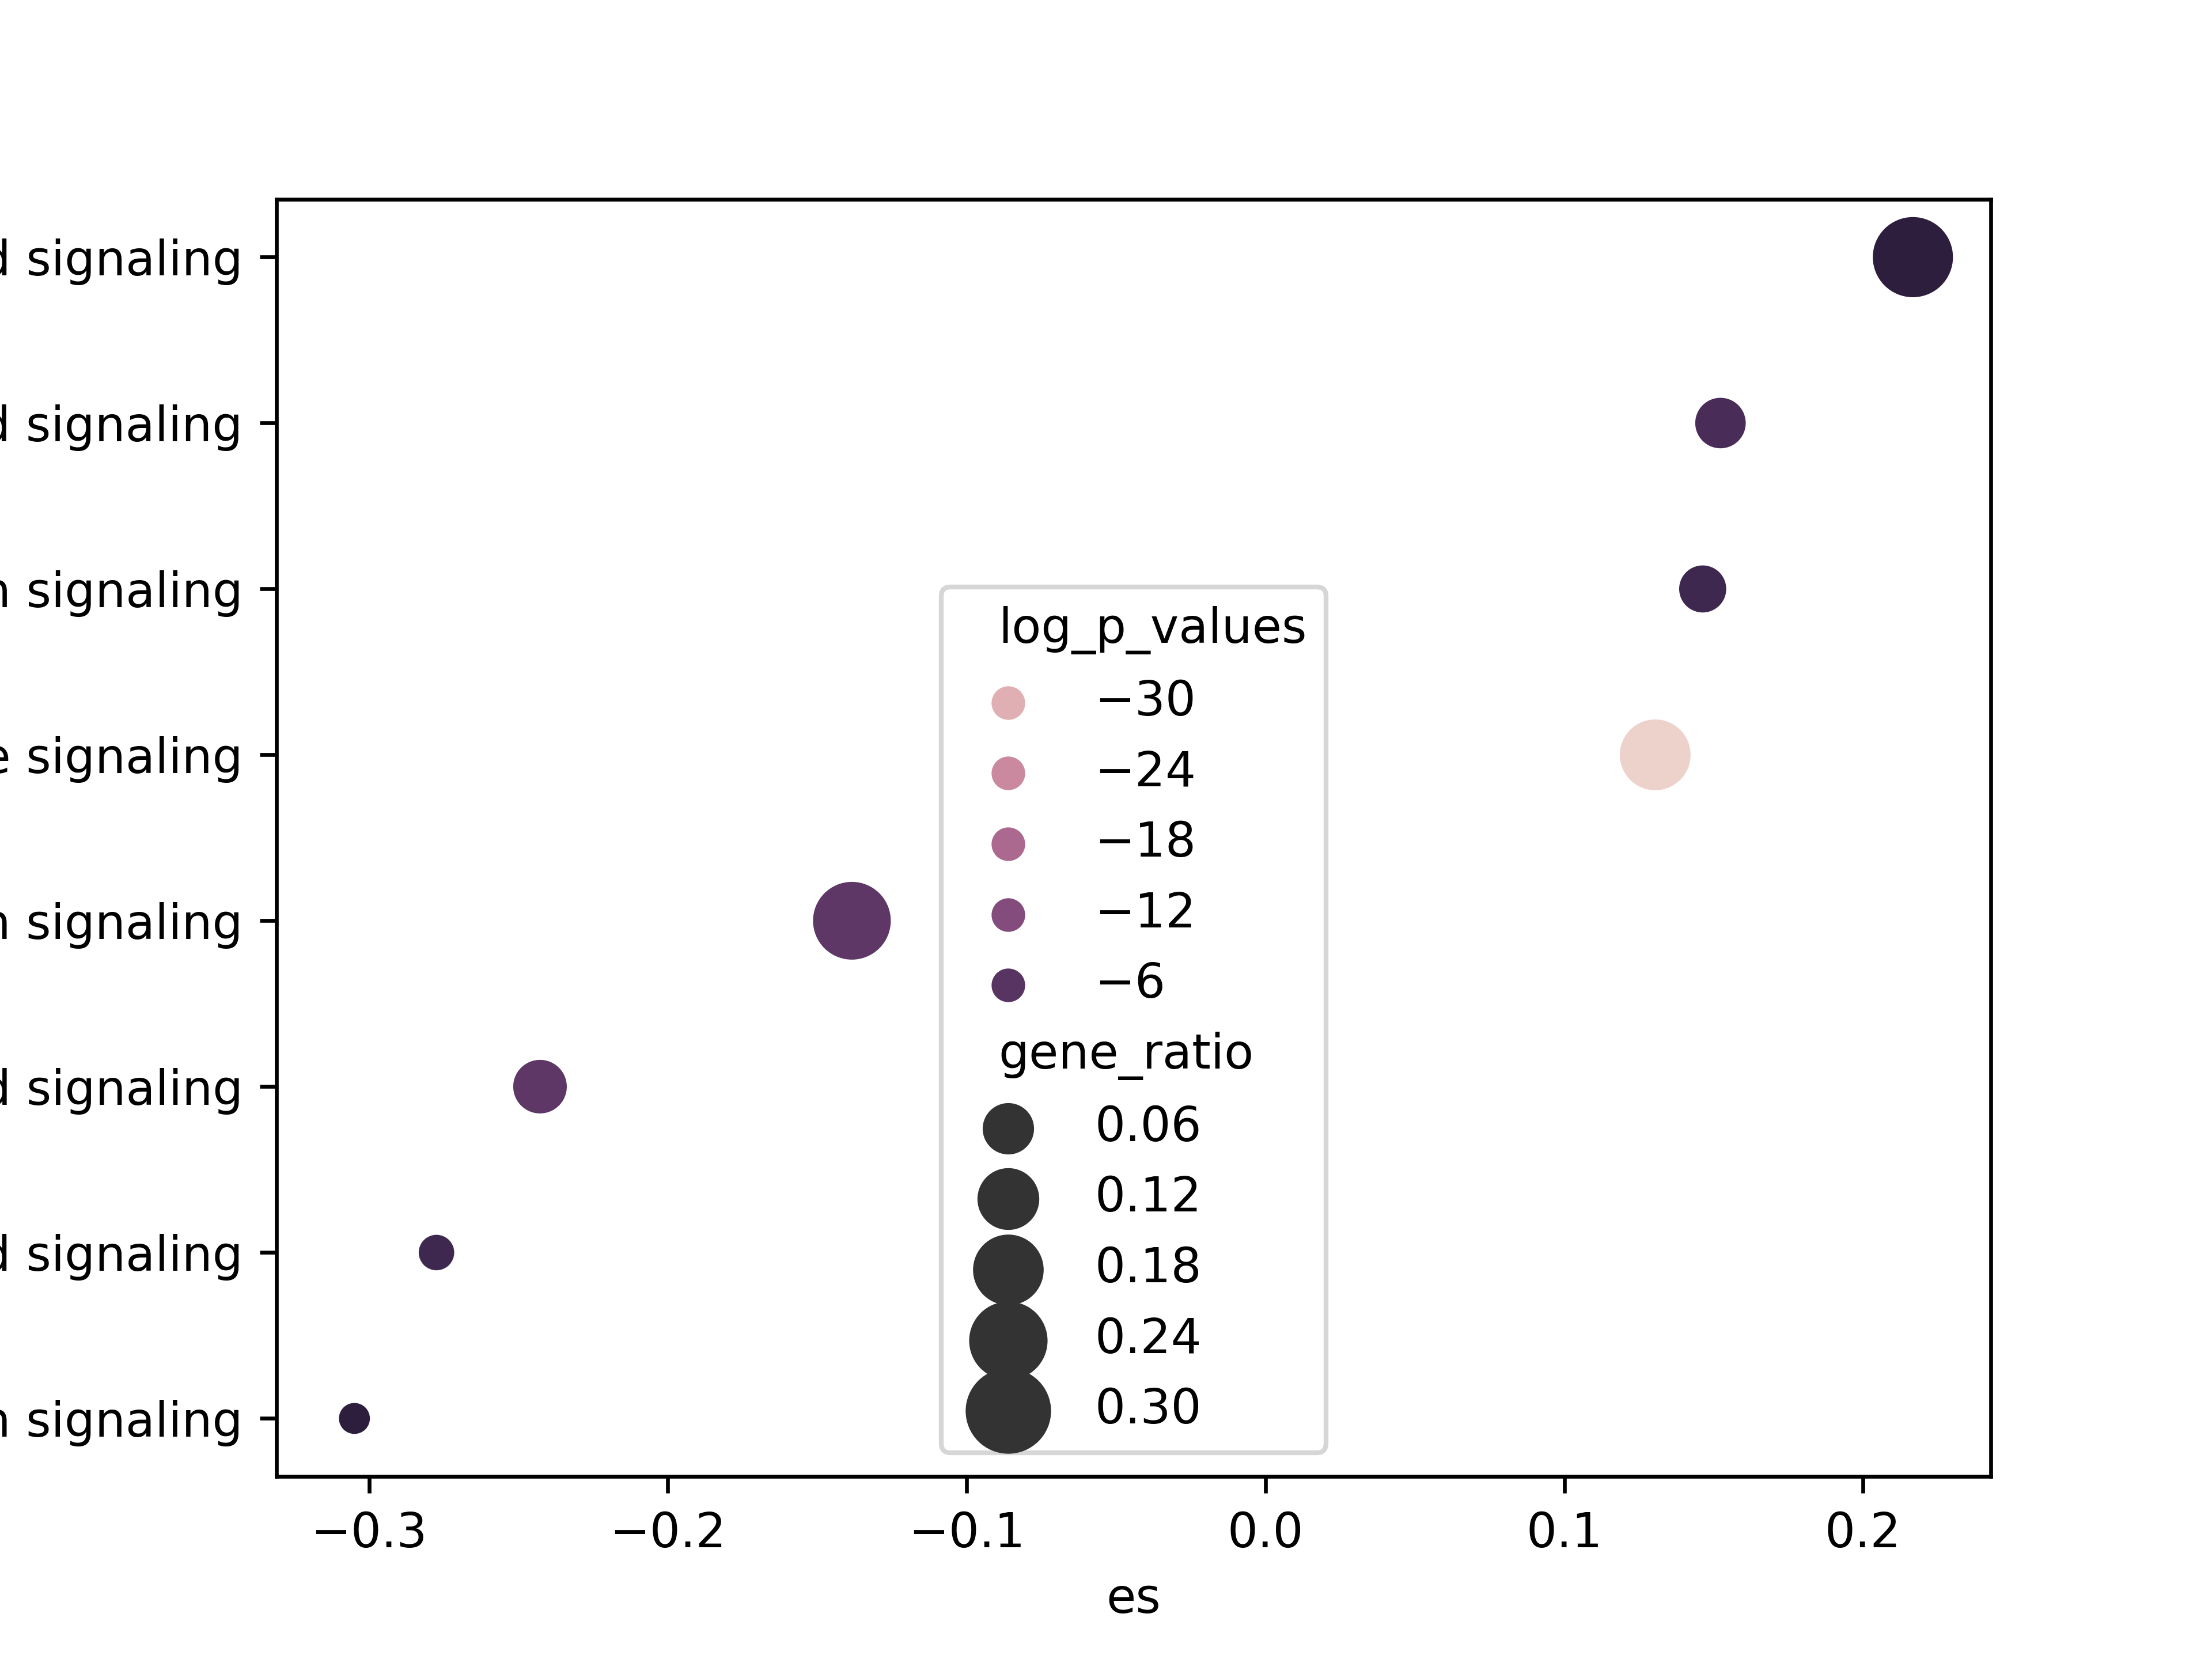 d signaling
d signaling
n signaling
e signaling
n signaling
d signaling
d signaling
n signaling
log_p_values
−30
−24
−18
−12
−6
gene_ratio
0.06
0.12
0.18
0.24
0.30
−0.3 −0.2 −0.1 0.0 0.1 0.2
es